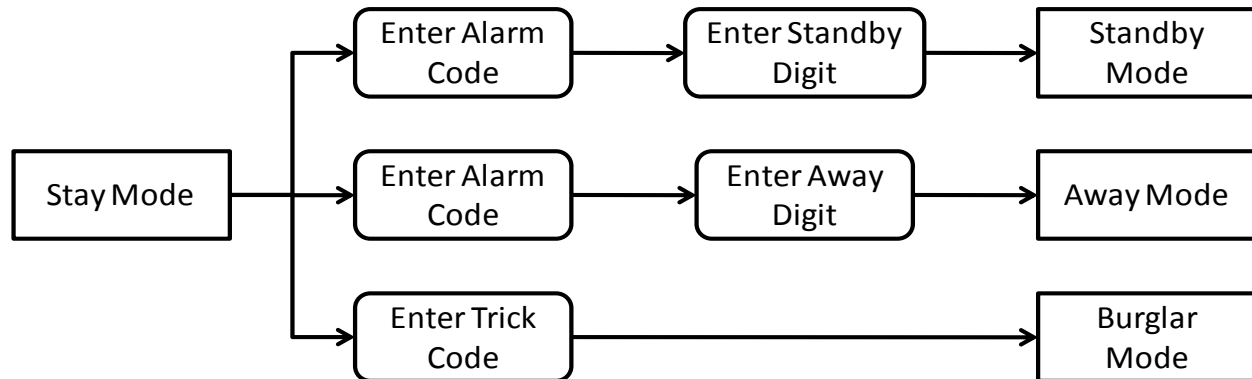 Enter Alarm
Code
Enter Standby
Digit
Standby
Mode
Stay Mode
Enter Alarm
Code
Enter Away
Digit
Away Mode
Enter Trick
Code
Burglar
Mode